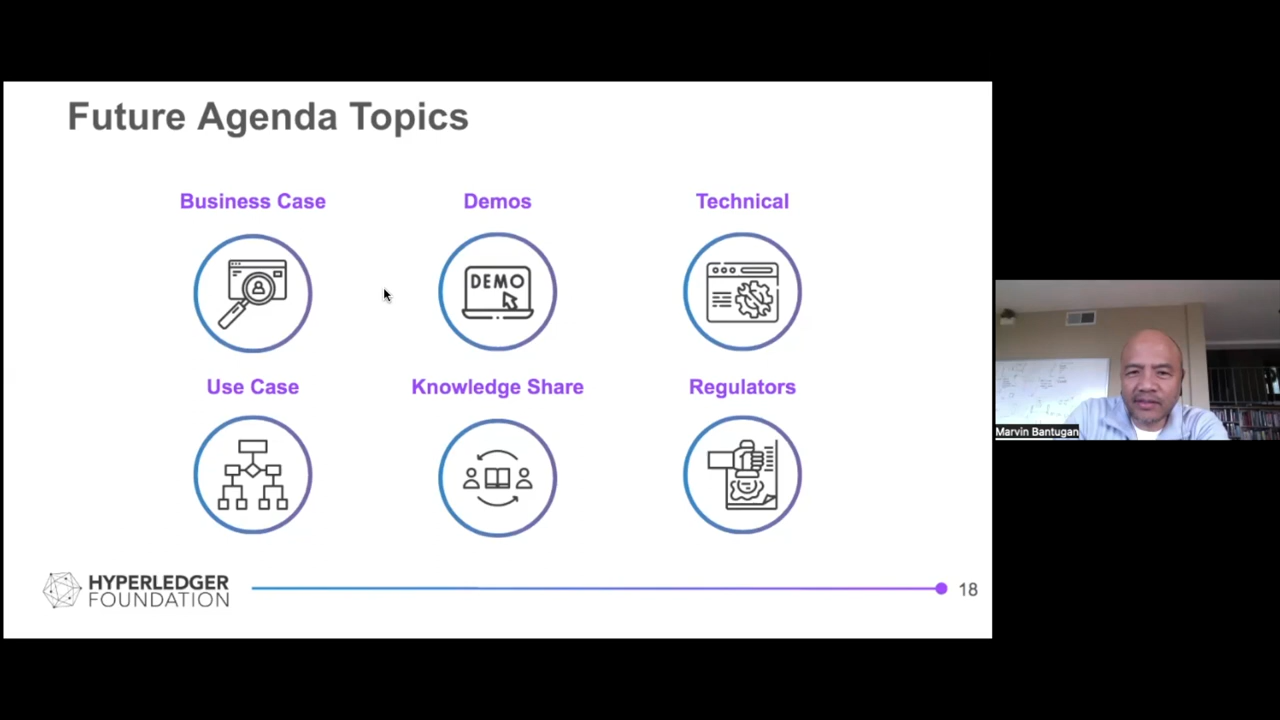 Future Agenda Topics
Business Case
Demos
Technical
DEMO
Use Case
Knowledge Share
Regulators
HYPERLEDGER
FOUNDATION
18
Marvin Bantugan